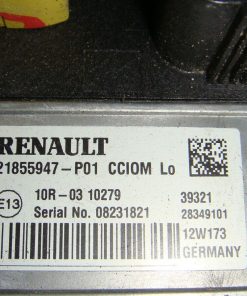 RENAULT
21855947-P01 CCIOM Lo
E13
10R-03 10279
39321
Serial No. 08231821
28349101
12W173
GERMANY